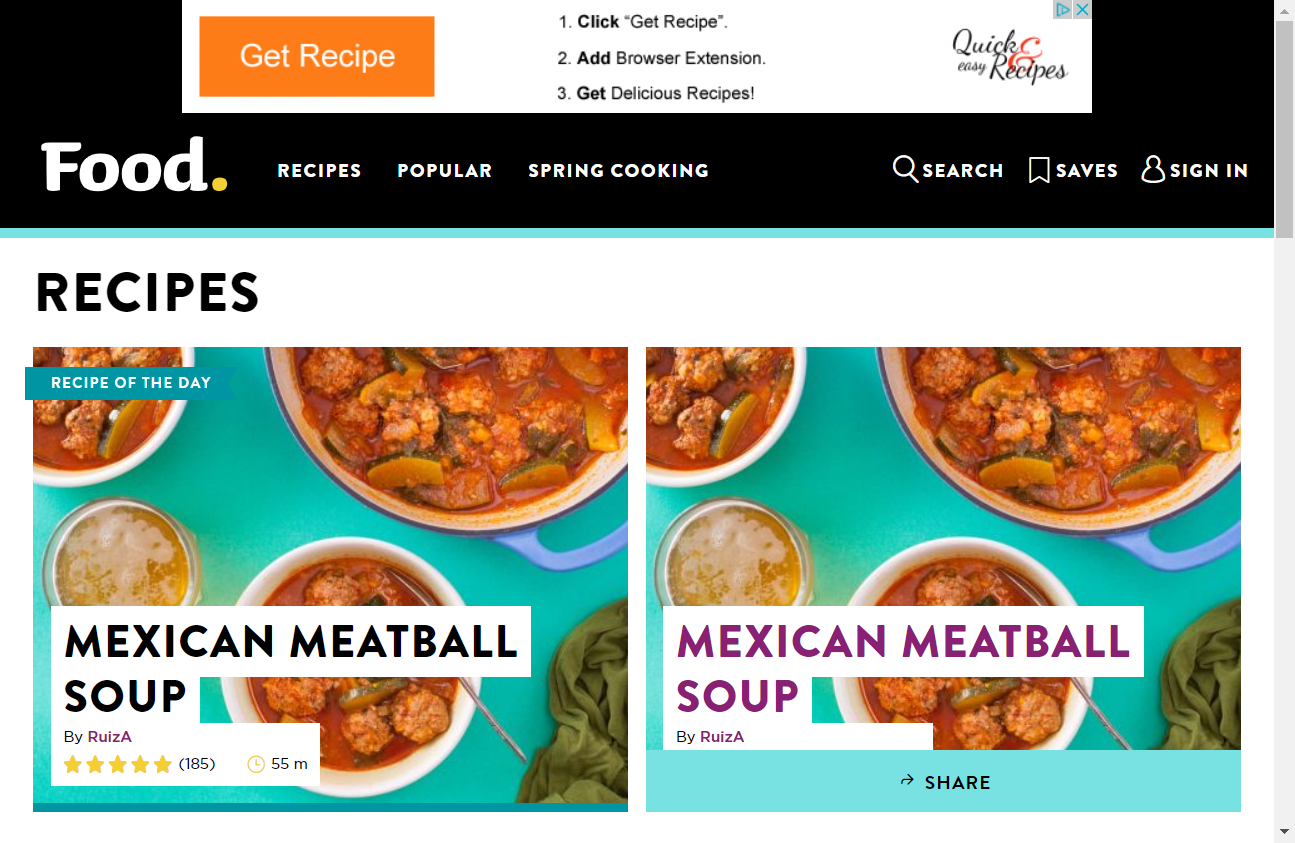 Get Recipe
1. Click “Get Recipe”.
2. Add Browser Extension.
3. Get Delicious Recipes!
Quick & easy Recipes
Food.
RECIPES
POPULAR
SPRING COOKING
SEARCH
SAVES
SIGN IN
RECIPES
RECIPE OF THE DAY
MEXICAN MEATBALL
SOUP
By RuizA
(185)
55 m
MEXICAN MEATBALL
SOUP
By RuizA
SHARE